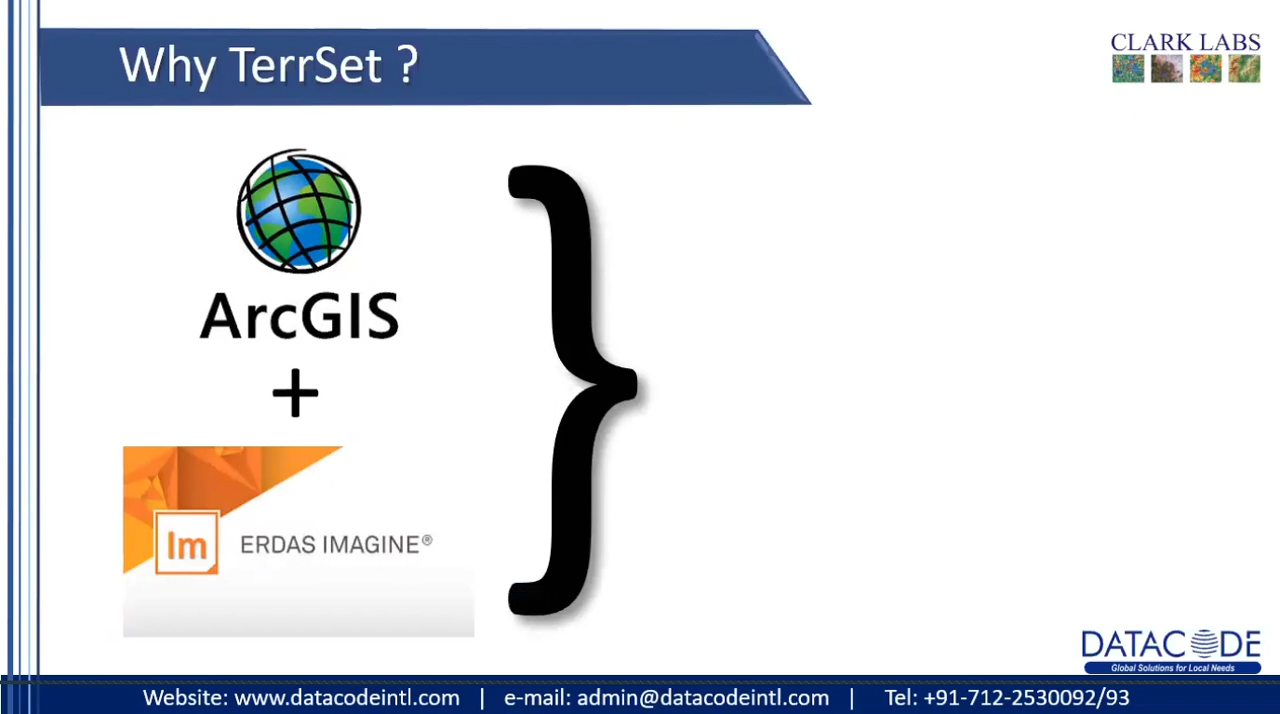 Why TerrSet ?
CLARK LABS
ArcGIS
+
Im
ERDAS IMAGINE®
DATACODE
Global Solutions for Local Needs
Website: www.datacodeintl.com | e-mail: admin@datacodeintl.com | Tel: +91-712-2530092/93